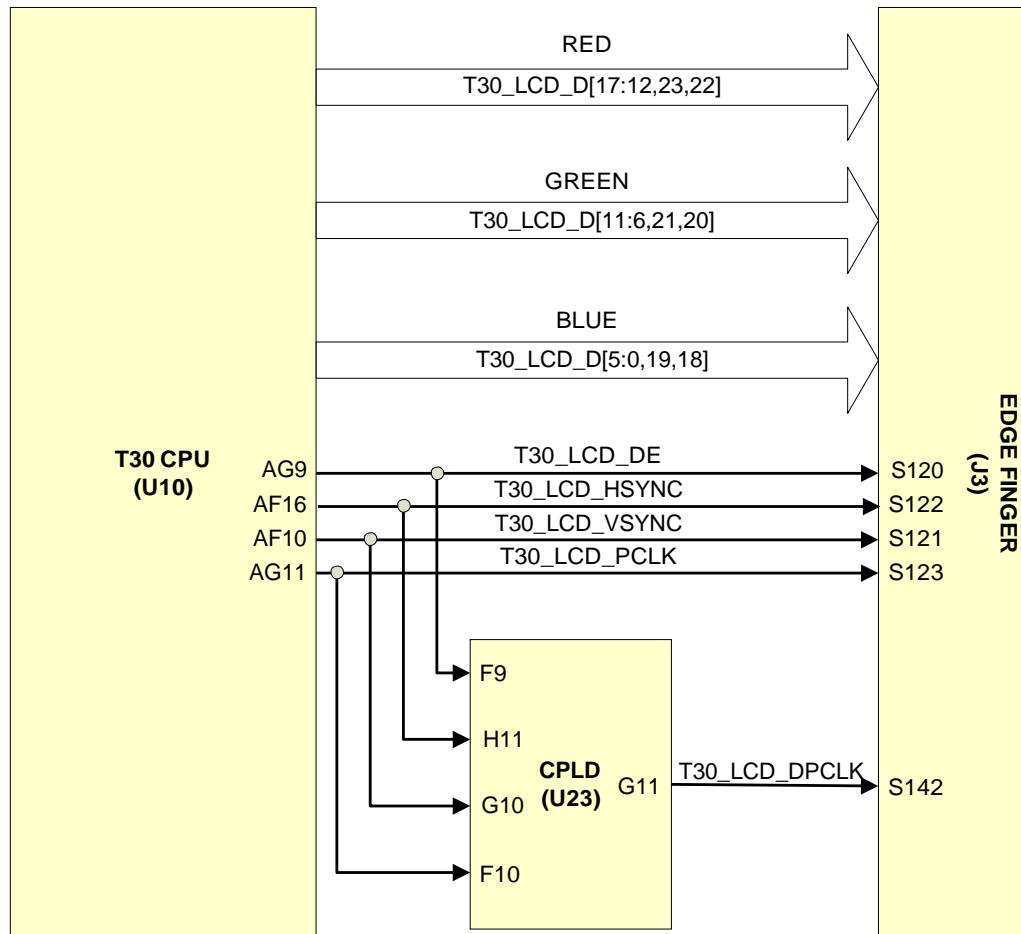 RED
T30_LCD_D[17:12,23,22]
GREEN
T30_LCD_D[11:6,21,20]
BLUE
T30_LCD_D[5:0,19,18]
T30 CPU
(U10)
AG9
T30_LCD_DE
S120
AF16
T30_LCD_HSYNC
S122
AF10
T30_LCD_VSYNC
S121
AG11
T30_LCD_PCLK
S123
EDGE FINGER
(J3)
F9
H11
CPLD
(U23)
G10
F10
G11
T30_LCD_DPCLK
S142